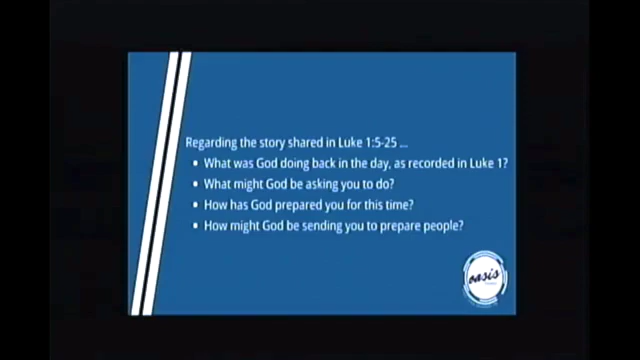 Regarding the story shared in Luke 1:5-25 ...
• What was God doing back in the day, as recorded in Luke 1?
• What might God be asking you to do?
• How has God prepared you for this time?
• How might God be sending you to prepare people?
oasis